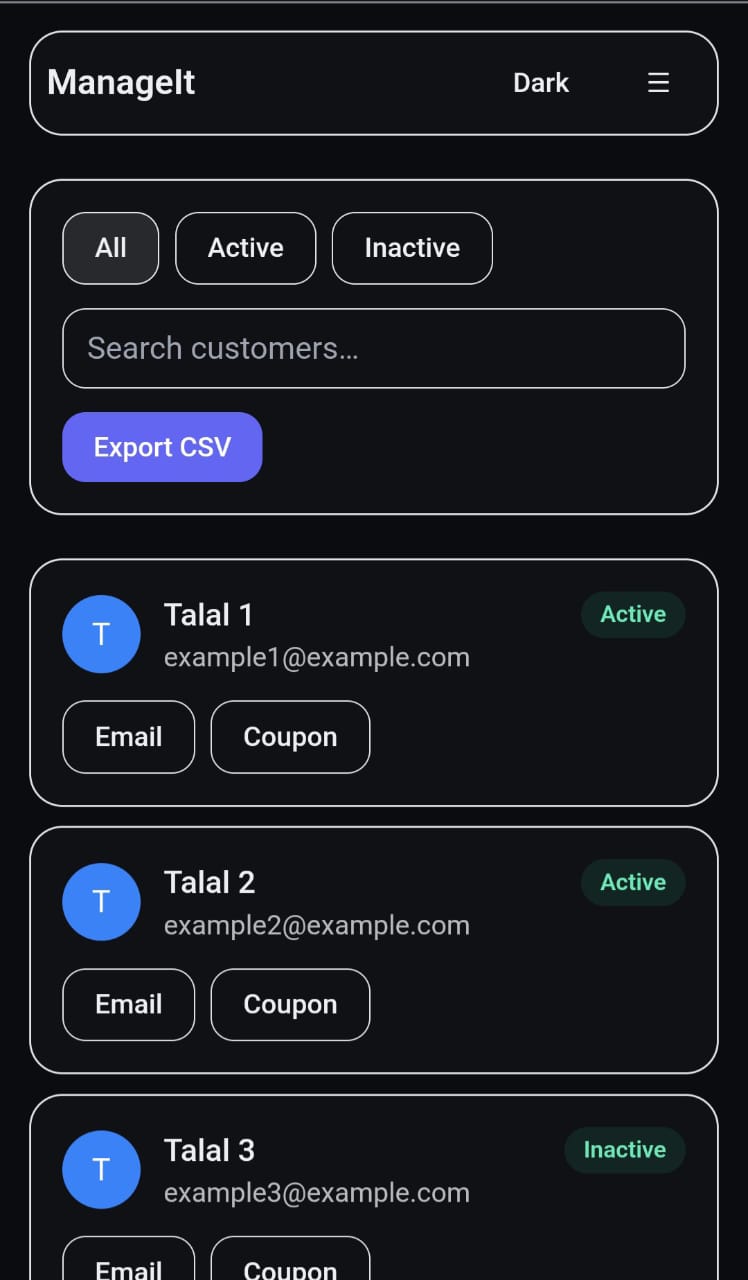 ManageIt Dark ☰
All Active Inactive
Search customers...
Export CSV
T Talal 1 Active
example1@example.com
Email Coupon
T Talal 2 Active
example2@example.com
Email Coupon
T Talal 3 Inactive
example3@example.com
Email Coupon